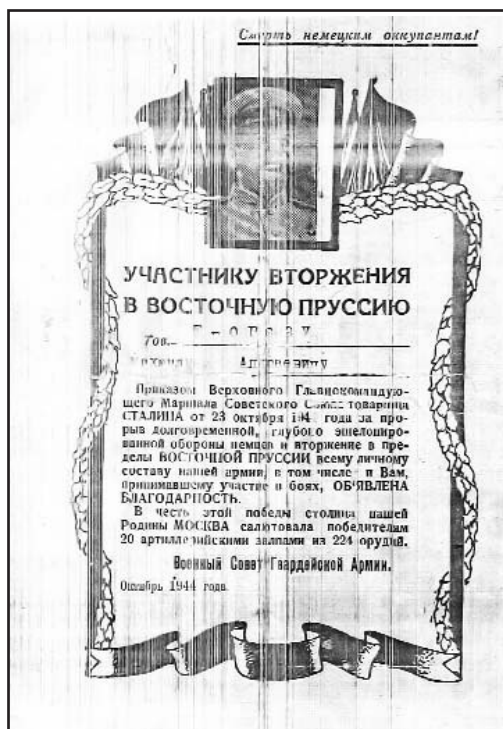 Смерть немецким оккупантам!
УЧАСТНИКУ ВТОРЖЕНИЯ
В ВОСТОЧНУЮ ПРУССИЮ
Тов.
Приказом Верховного Главнокомандую-
щего Маршала Советского Союза товарища
СТАЛИНА от 23 октября 194 года за про-
рыв долговременной, глубоко эшелониро-
ванной обороны немцев и вторжение в пре-
делы ВОСТОЧНОЙ ПРУССИИ всему личному
составу нашей армии, в том числе и Вам,
принимавшему участие в боях, ОБ'ЯВЛЕНА
БЛАГОДАРНОСТЬ.
В честь этой победы столица нашей
Родины МОСКВА салютовала победителям
20 артиллерийскими залпами из 224 орудий.
Военный Совет Гвардейской Армии.
Октябрь 1944 года.